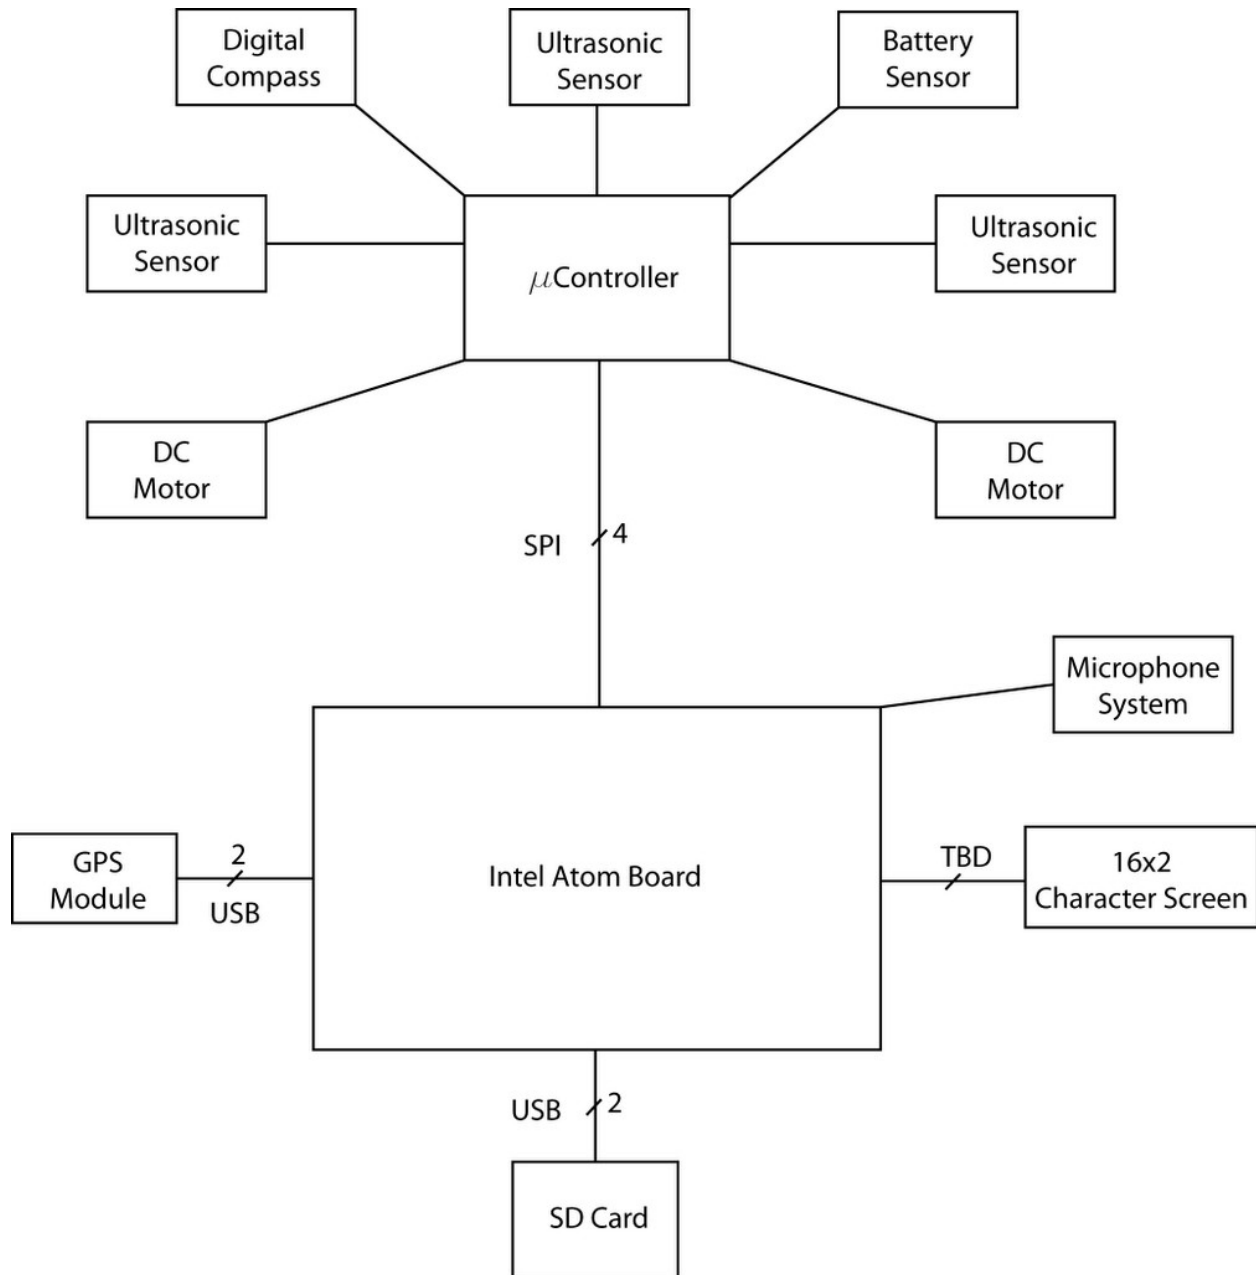 Digital
Compass
Ultrasonic
Sensor
Battery
Sensor
Ultrasonic
Sensor
μController
Ultrasonic
Sensor
DC
Motor
DC
Motor
SPI
4
Microphone
System
GPS
Module
2
USB
Intel Atom Board
TBD
16x2
Character Screen
USB
2
SD Card